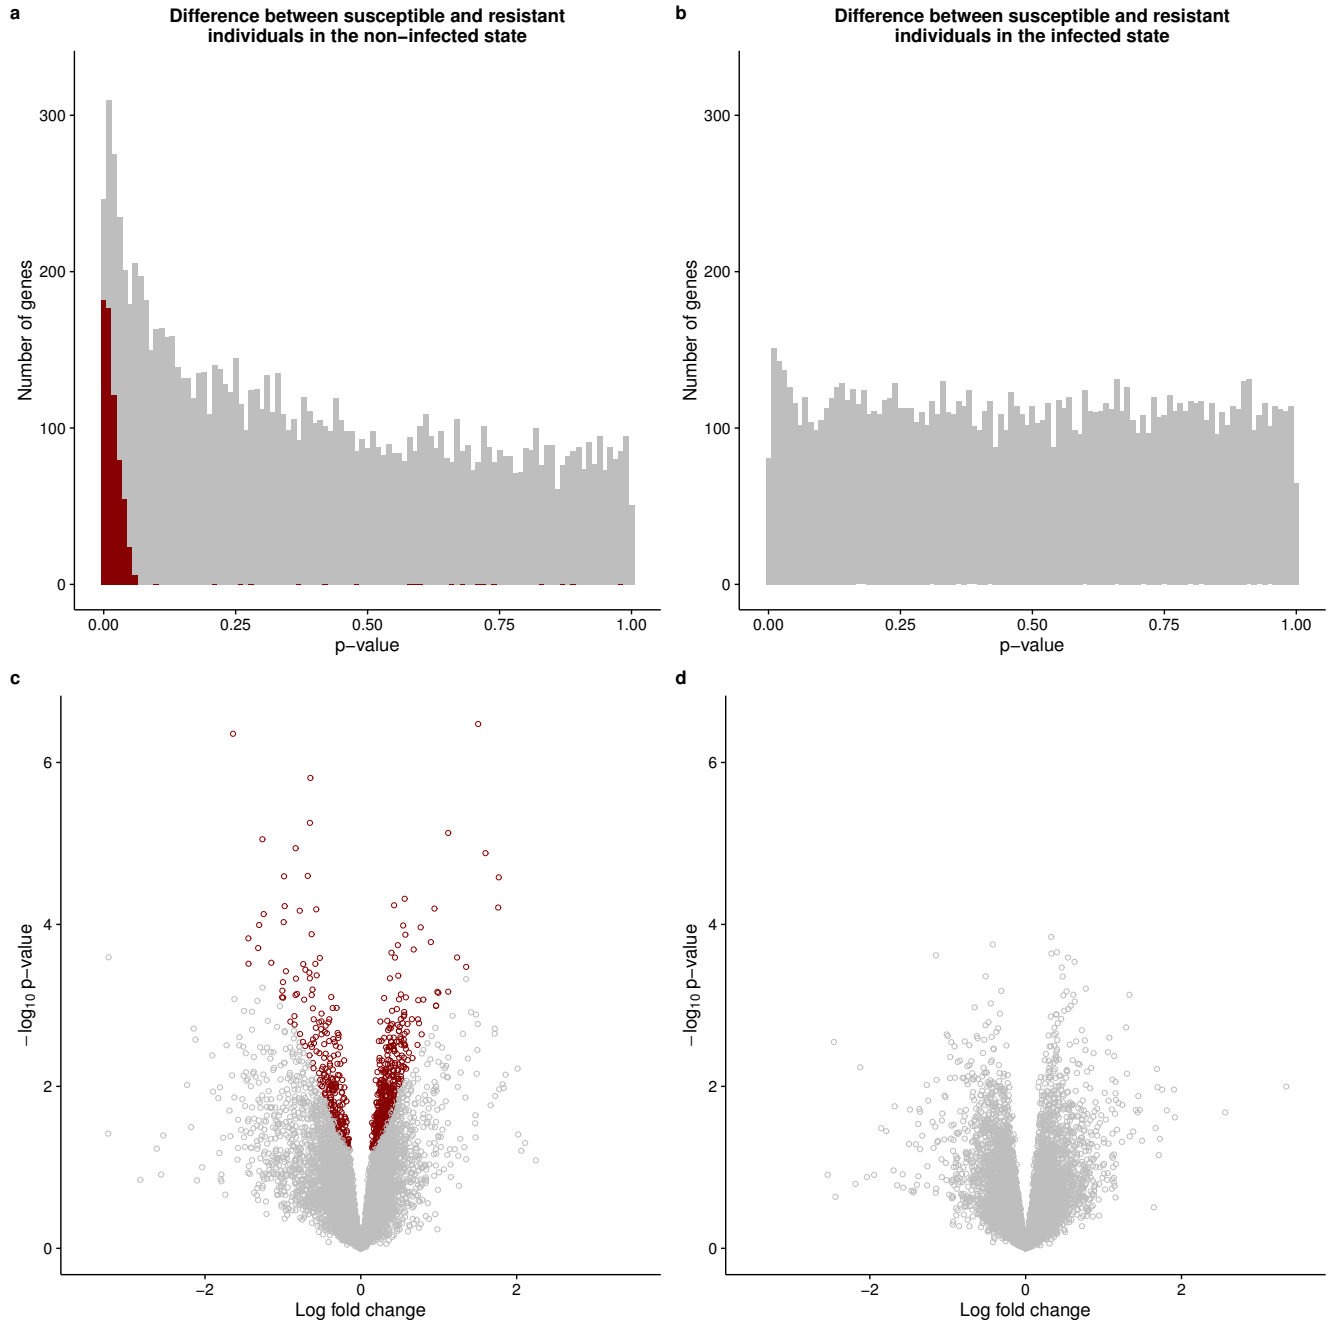 a
Difference between susceptible and resistant
individuals in the non−infected state
300
200
100
0
Number of genes
0.00 0.25 0.50 0.75 1.00
p−value
b
Difference between susceptible and resistant
individuals in the infected state
300
200
100
0
Number of genes
0.00 0.25 0.50 0.75 1.00
p−value
c
6
4
2
0
−log10 p−value
−2 0 2
Log fold change
d
6
4
2
0
−log10 p−value
−2 0 2
Log fold change